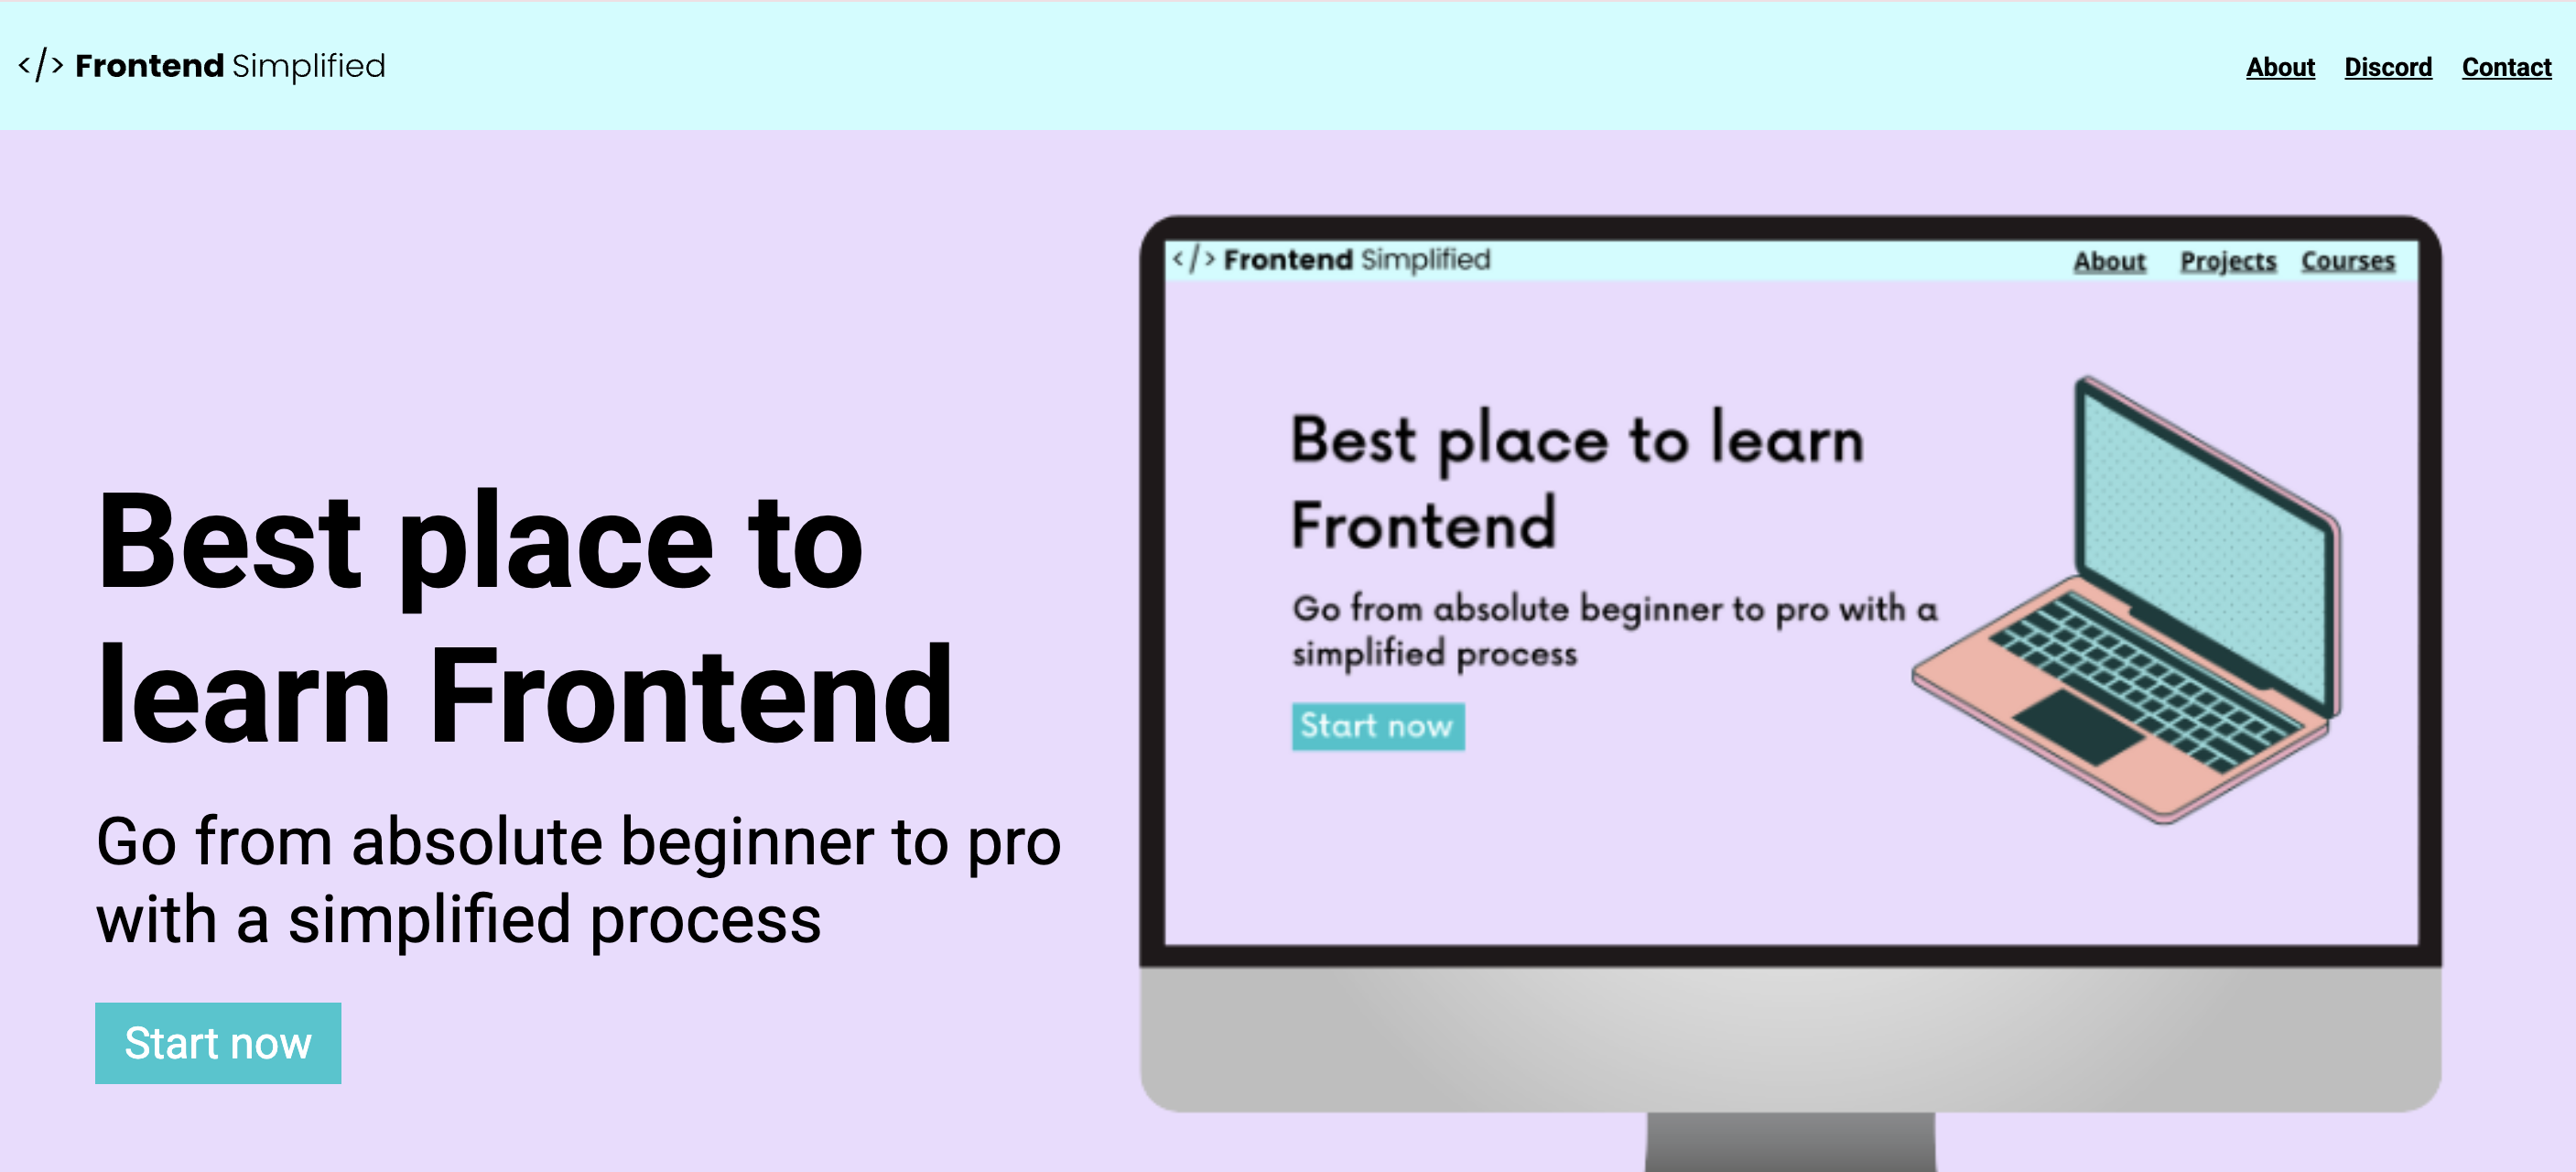 </> Frontend Simplified
About Discord Contact
Best place to
learn Frontend
Go from absolute beginner to pro
with a simplified process
Start now
</> Frontend Simplified
About Projects Courses
Best place to learn
Frontend
Go from absolute beginner to pro with a
simplified process
Start now